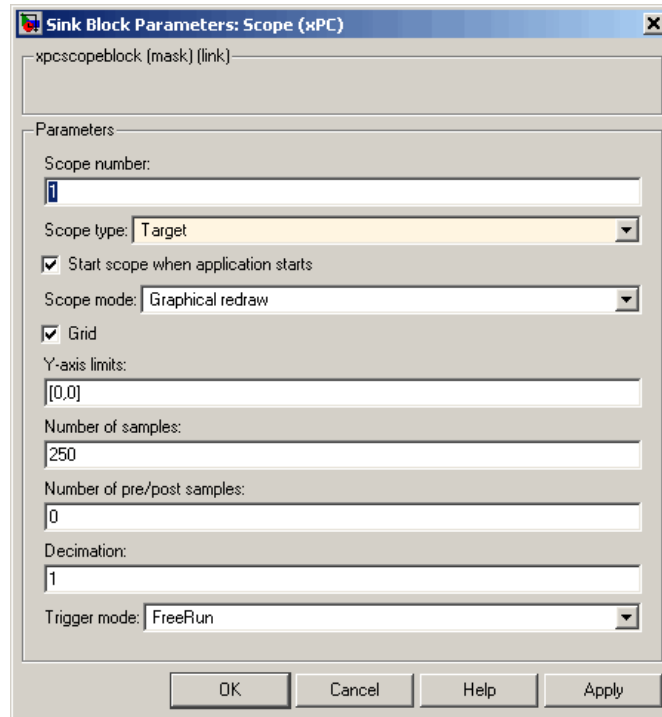 Sink Block Parameters: Scope (xPC)
xpcscopeblock (mask) (link)
Parameters
Scope number:
1
Scope type: Target
Start scope when application starts
Scope mode: Graphical redraw
Grid
Y-axis limits:
[0,0]
Number of samples:
250
Number of pre/post samples:
0
Decimation:
1
Trigger mode: FreeRun
OK Cancel Help Apply